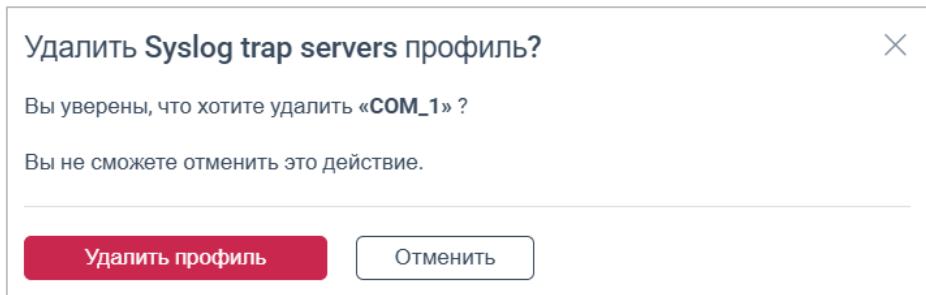 Удалить Syslog trap servers профиль?
Вы уверены, что хотите удалить «COM_1» ?
Вы не сможете отменить это действие.
Удалить профиль
Отменить